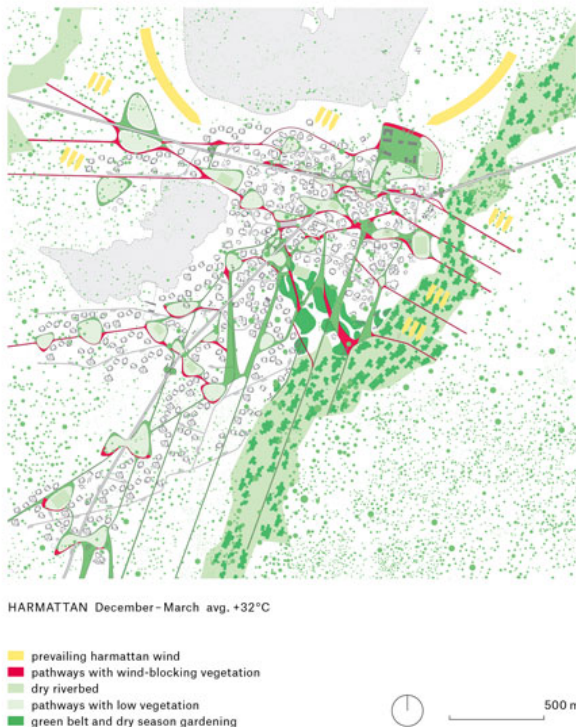 HARMATTAN December–March avg. +32°C
prevailing harmattan wind
pathways with wind-blocking vegetation
dry riverbed
pathways with low vegetation
green belt and dry season gardening
500 m